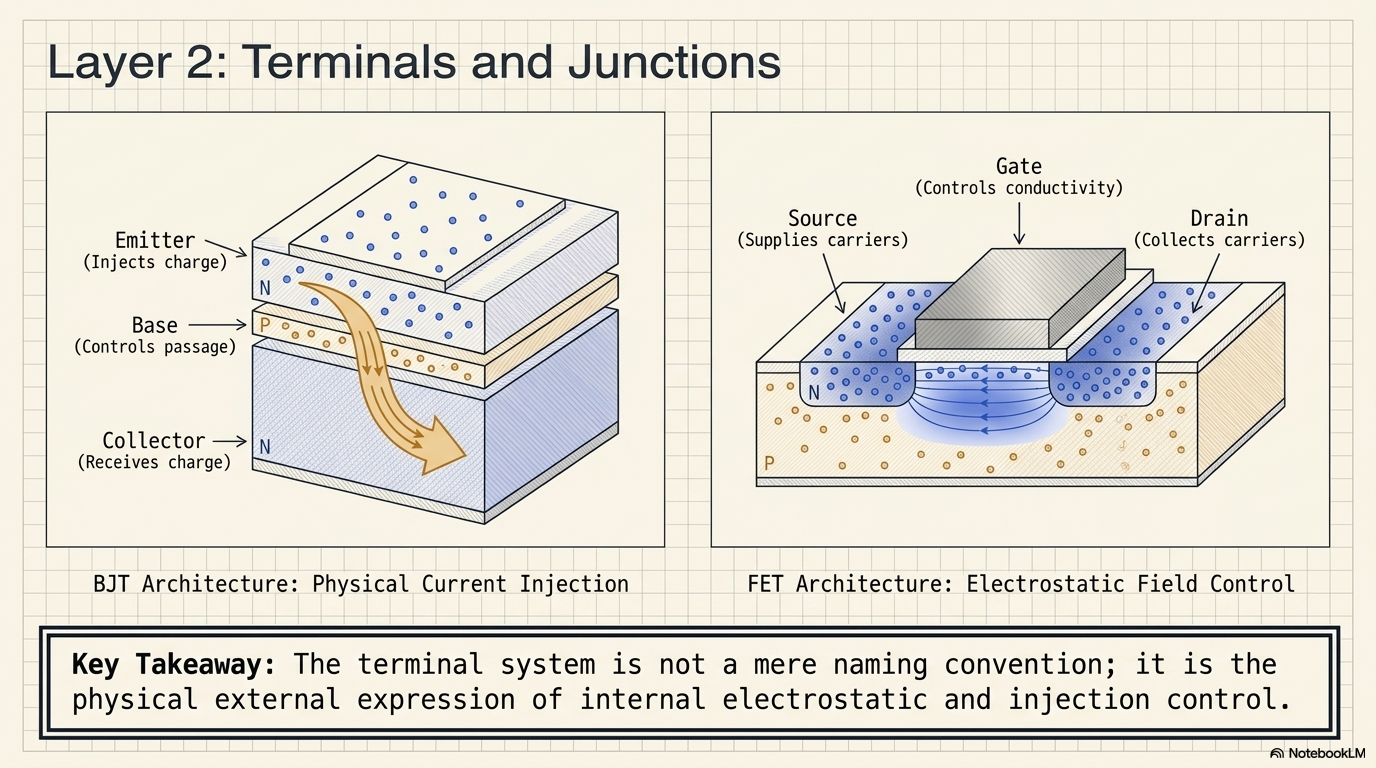 Layer 2: Terminals and Junctions
Emitter
(Injects charge)
N
Base
(Controls passage)
P
Collector
(Receives charge)
N
BJT Architecture: Physical Current Injection
Gate
(Controls conductivity)
Source
(Supplies carriers)
Drain
(Collects carriers)
N
P
FET Architecture: Electrostatic Field Control
Key Takeaway: The terminal system is not a mere naming convention; it is the
physical external expression of internal electrostatic and injection control.
NotebookLM